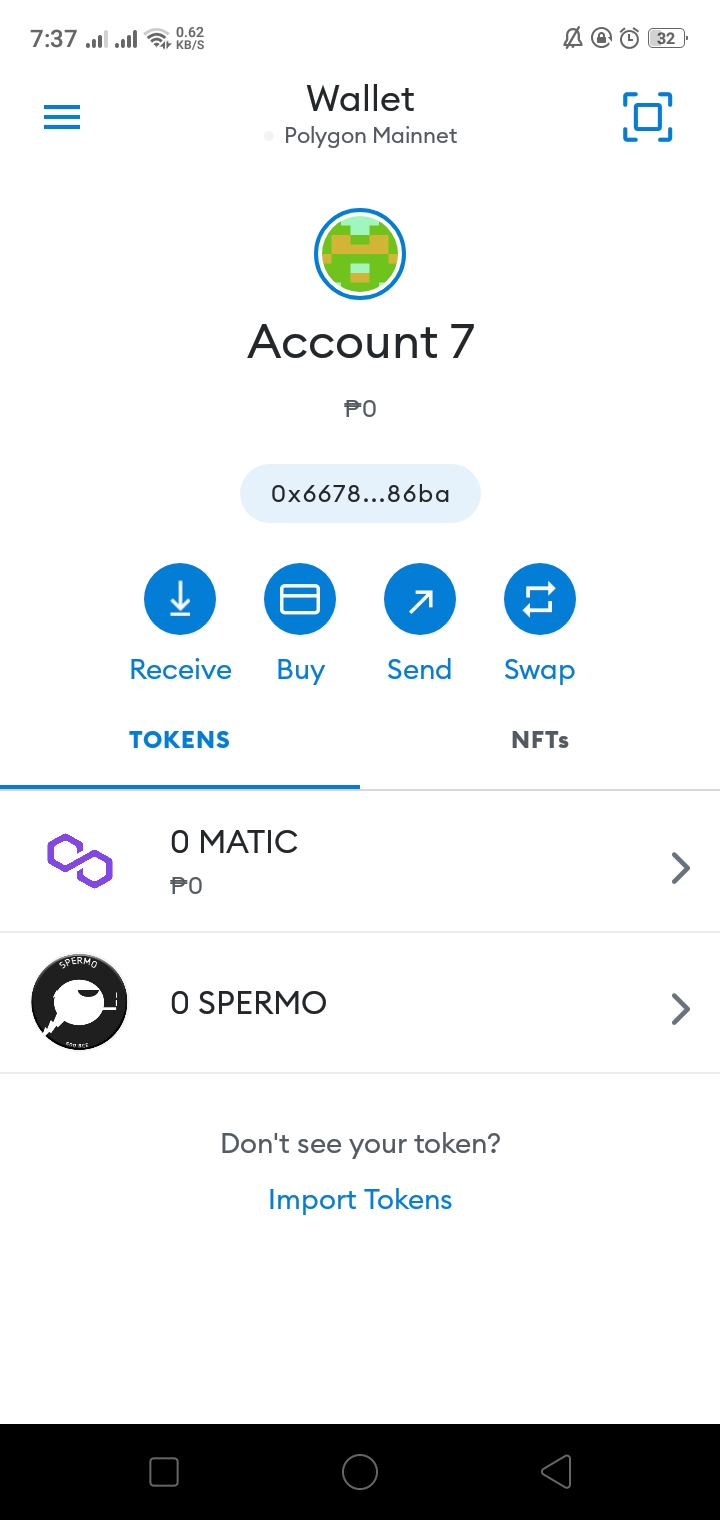 7:37
0.62
KB/S
32
Wallet
Polygon Mainnet
Account 7
₱0
0x6678...86ba
Receive Buy Send Swap
TOKENS NFTs
0 MATIC
₱0
SPERMO
0 SPERMO
Don't see your token?
Import Tokens